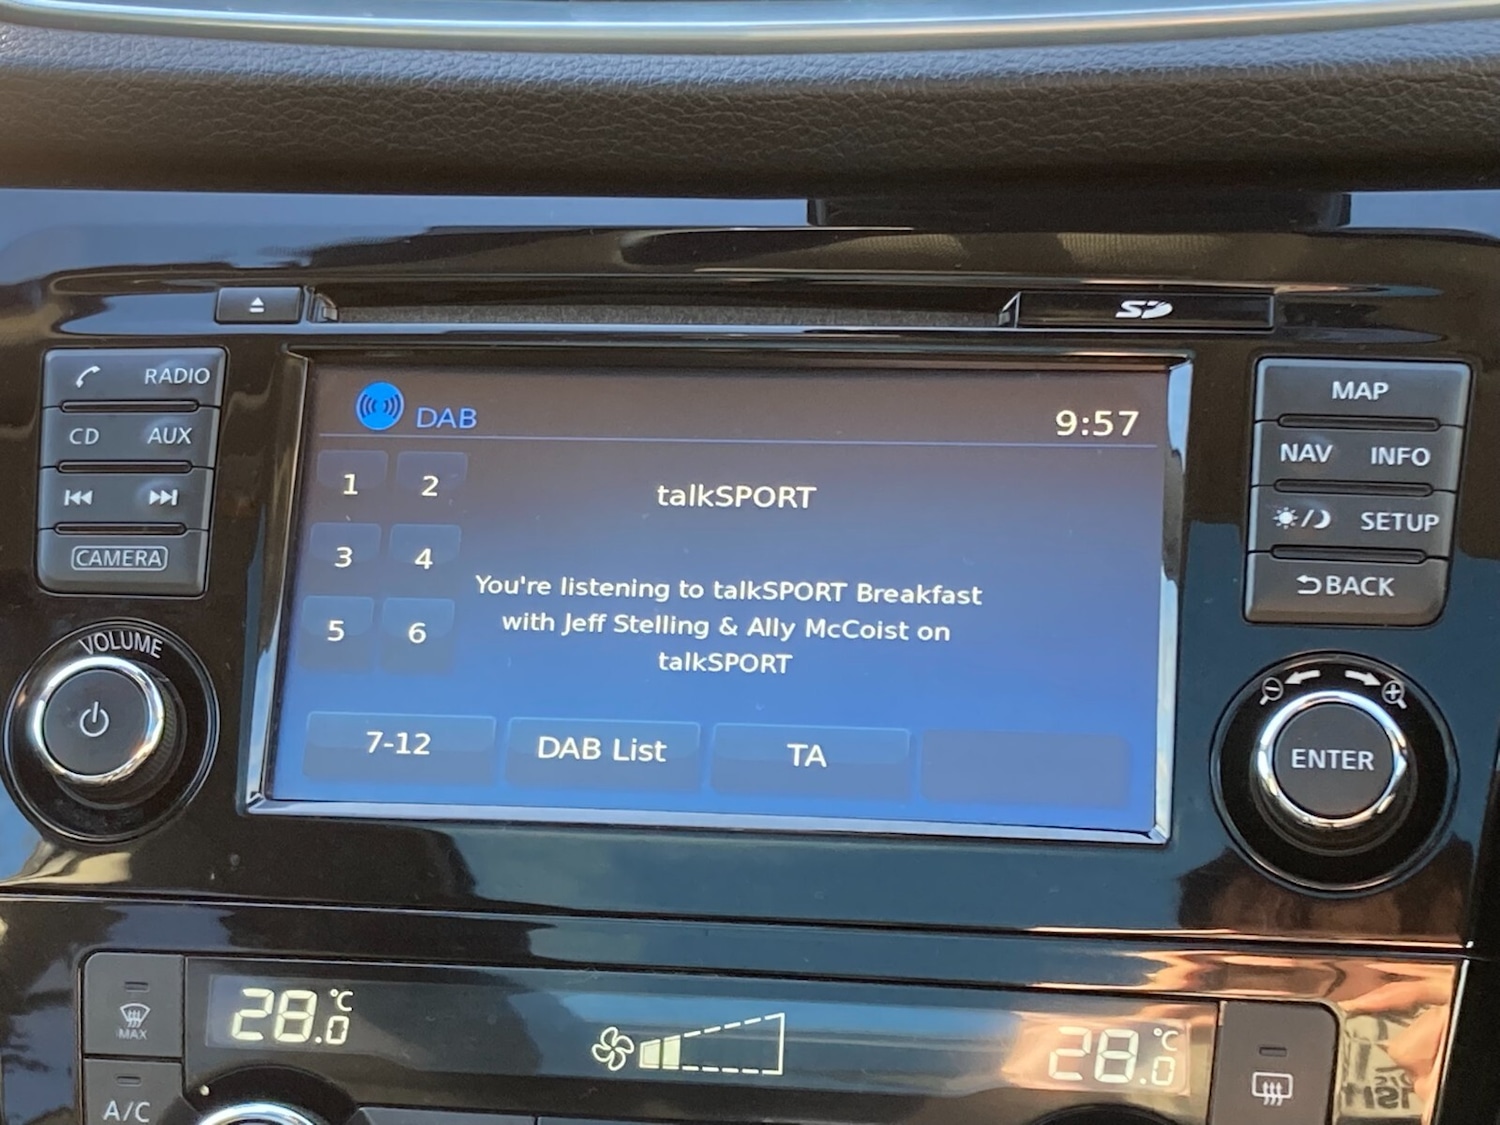 SD
RADIO
CD AUX
CAMERA
VOLUME
DAB
9:57
1 2
3 4
5 6
talkSPORT
You're listening to talkSPORT Breakfast
with Jeff Stelling & Ally McCoist on
talkSPORT
7-12 DAB List TA
MAP
NAV INFO
SETUP
BACK
ENTER
MAX
28.0 °C
28.0 °C
A/C